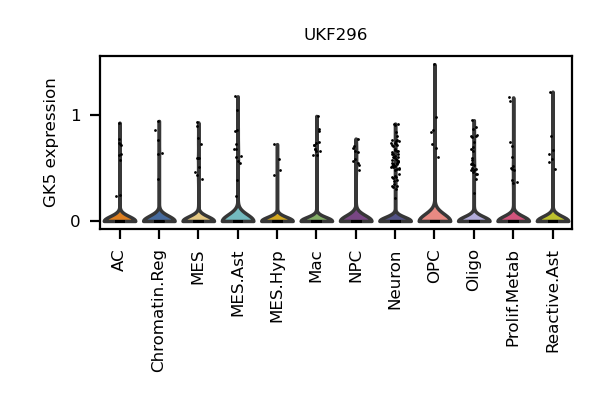 UKF296
GK5 expression
1
0
AC
Chromatin.Reg
MES
MES.Ast
MES.Hyp
Mac
NPC
Neuron
OPC
Oligo
Prolif.Metab
Reactive.Ast